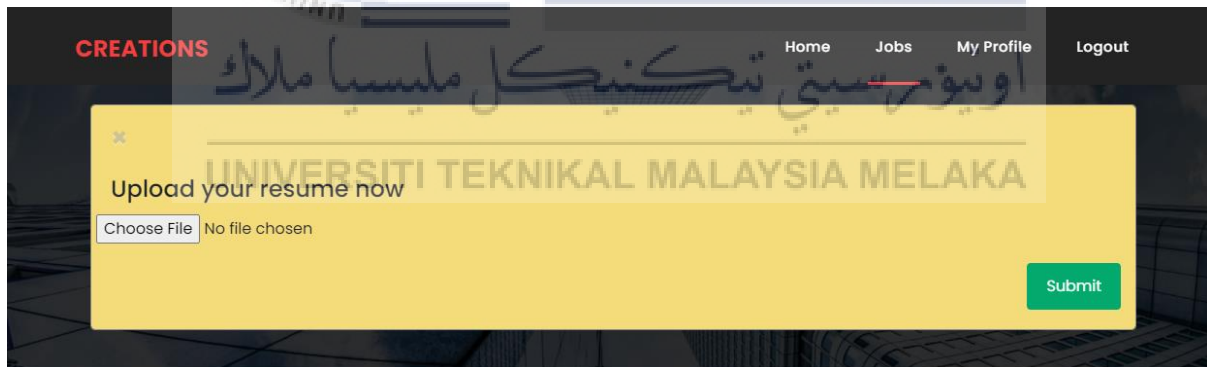 CREATIONS
Home Jobs My Profile Logout
اونيۏرسيتي تيكنيكل مليسيا ملاك
×
UNIVERSITI TEKNIKAL MALAYSIA MELAKA
Upload your resume now
Choose File No file chosen
Submit